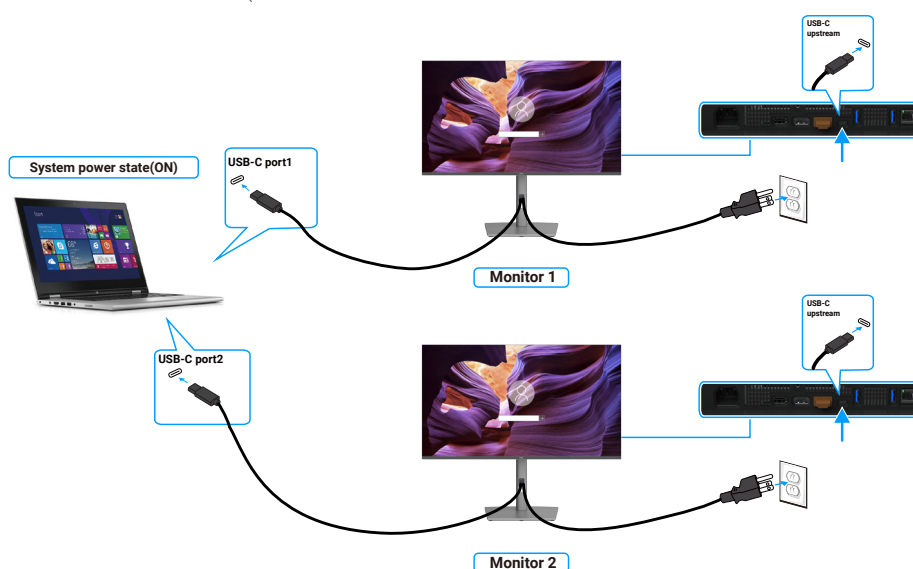 USB-C
upstream
System power state(ON)
USB-C port1
Monitor 1
USB-C
upstream
USB-C port2
Monitor 2